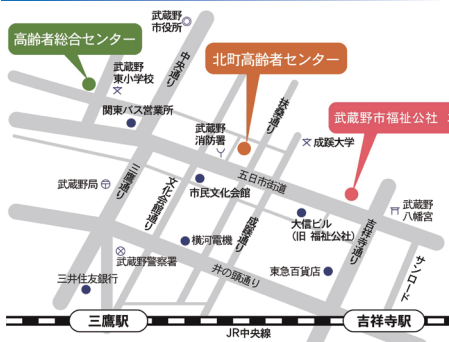 武蔵野
市役所
高齢者総合センター
中央通り
武蔵野
東小学校
北町高齢者センター
扶桑通り
関東バス営業所
武蔵野
消防署
成蹊大学
武蔵野市福祉公社
武蔵野局
三鷹通り
文化会館通り
市民文化会館
五日市街道
成蹊通り
大信ビル
(旧 福祉公社)
吉祥寺通り
武蔵野
八幡宮
横河電機
武蔵野警察署
井の頭通り
東急百貨店
サンロード
三井住友銀行
三鷹駅
吉祥寺駅
JR中央線